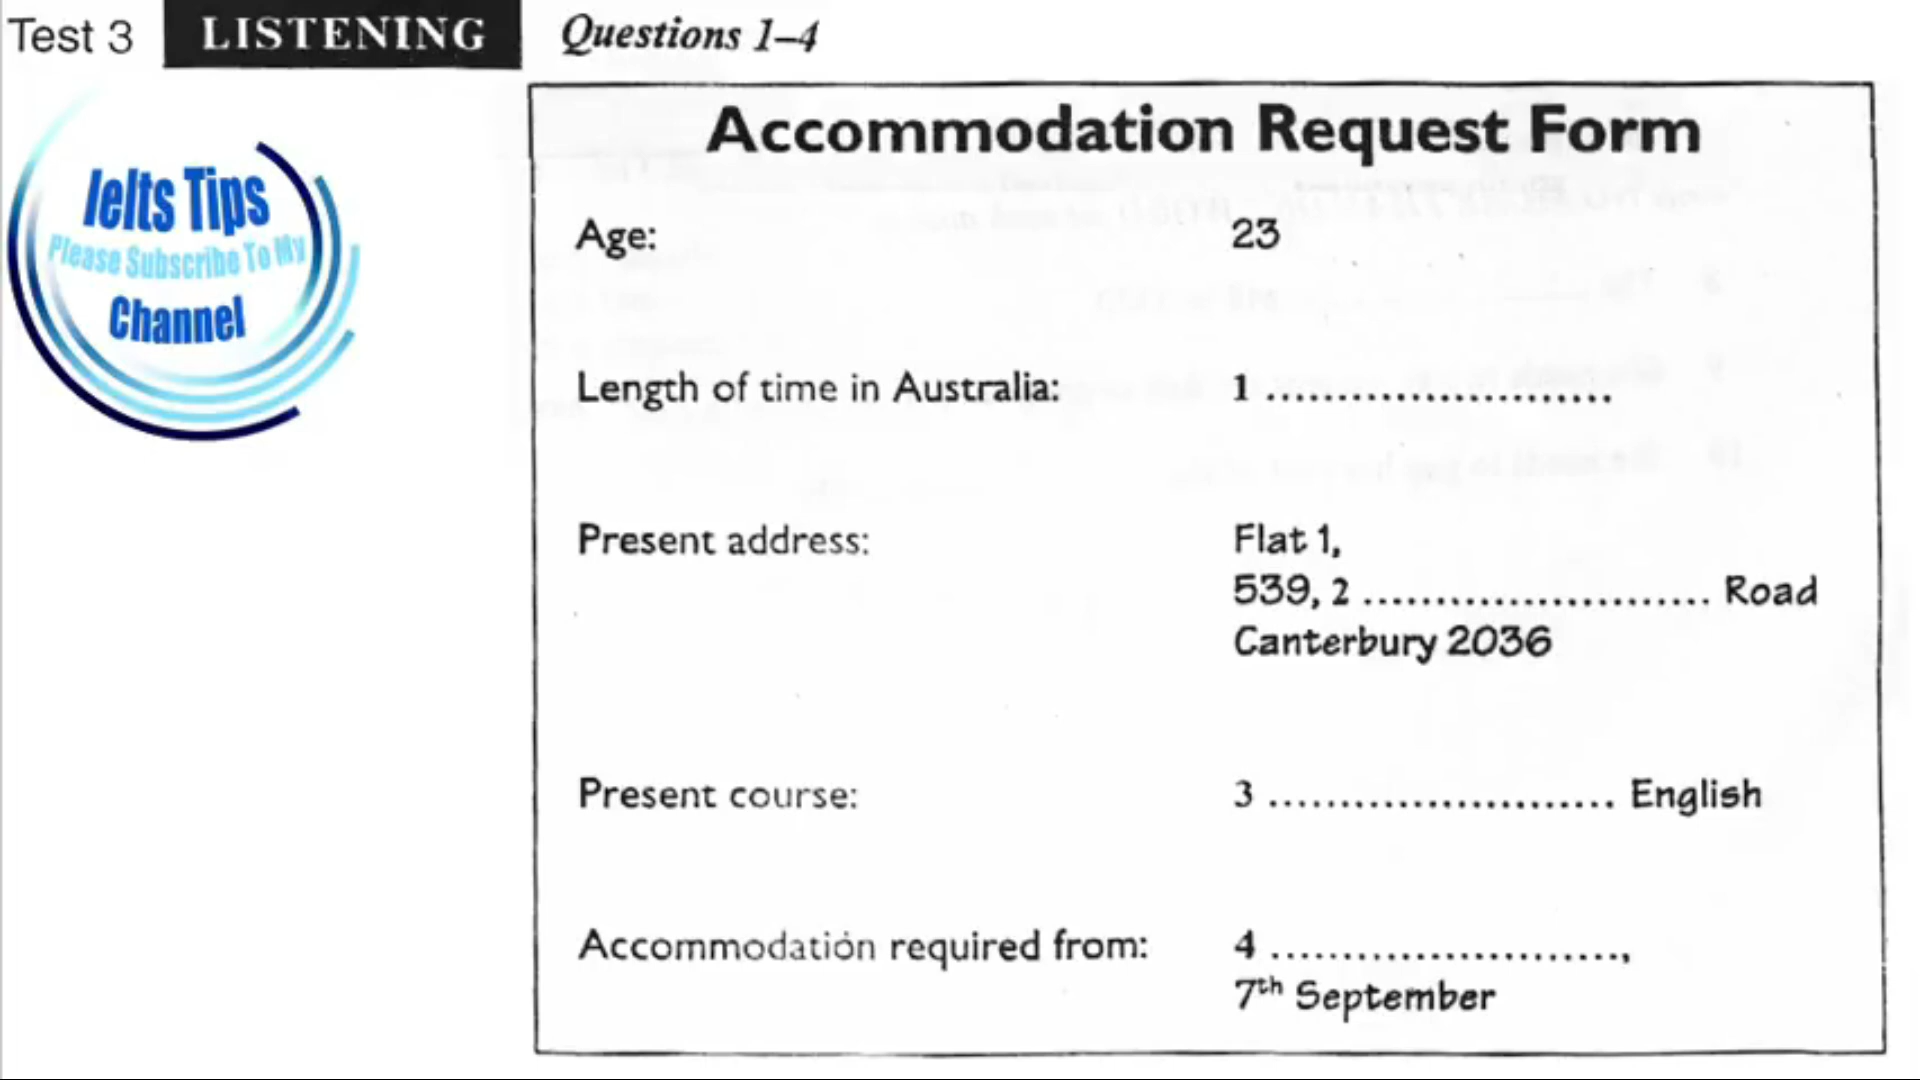 Test 3 LISTENING Questions 1–4
Ielts Tips
Please Subscribe To My
Channel
Accommodation Request Form
Age: 23
Length of time in Australia: 1 ........................
Present address: Flat 1,
539, 2 ........................ Road
Canterbury 2036
Present course: 3 ........................ English
Accommodation required from: 4 ........................,
7th September